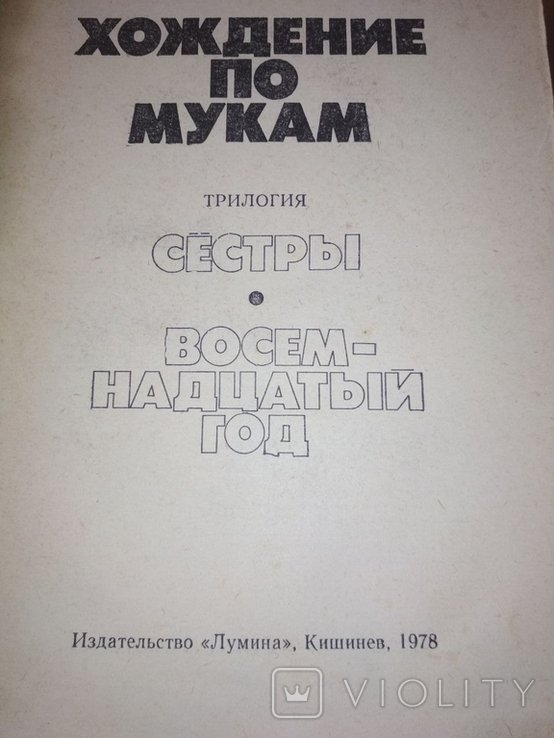 ХОЖДЕНИЕ
ПО
МУКАМ
ТРИЛОГИЯ
СЁСТРЫ
ВОСЕМ-
НАДЦАТЫЙ
ГОД
Издательство «Лумина», Кишинев, 1978
VIOLITY